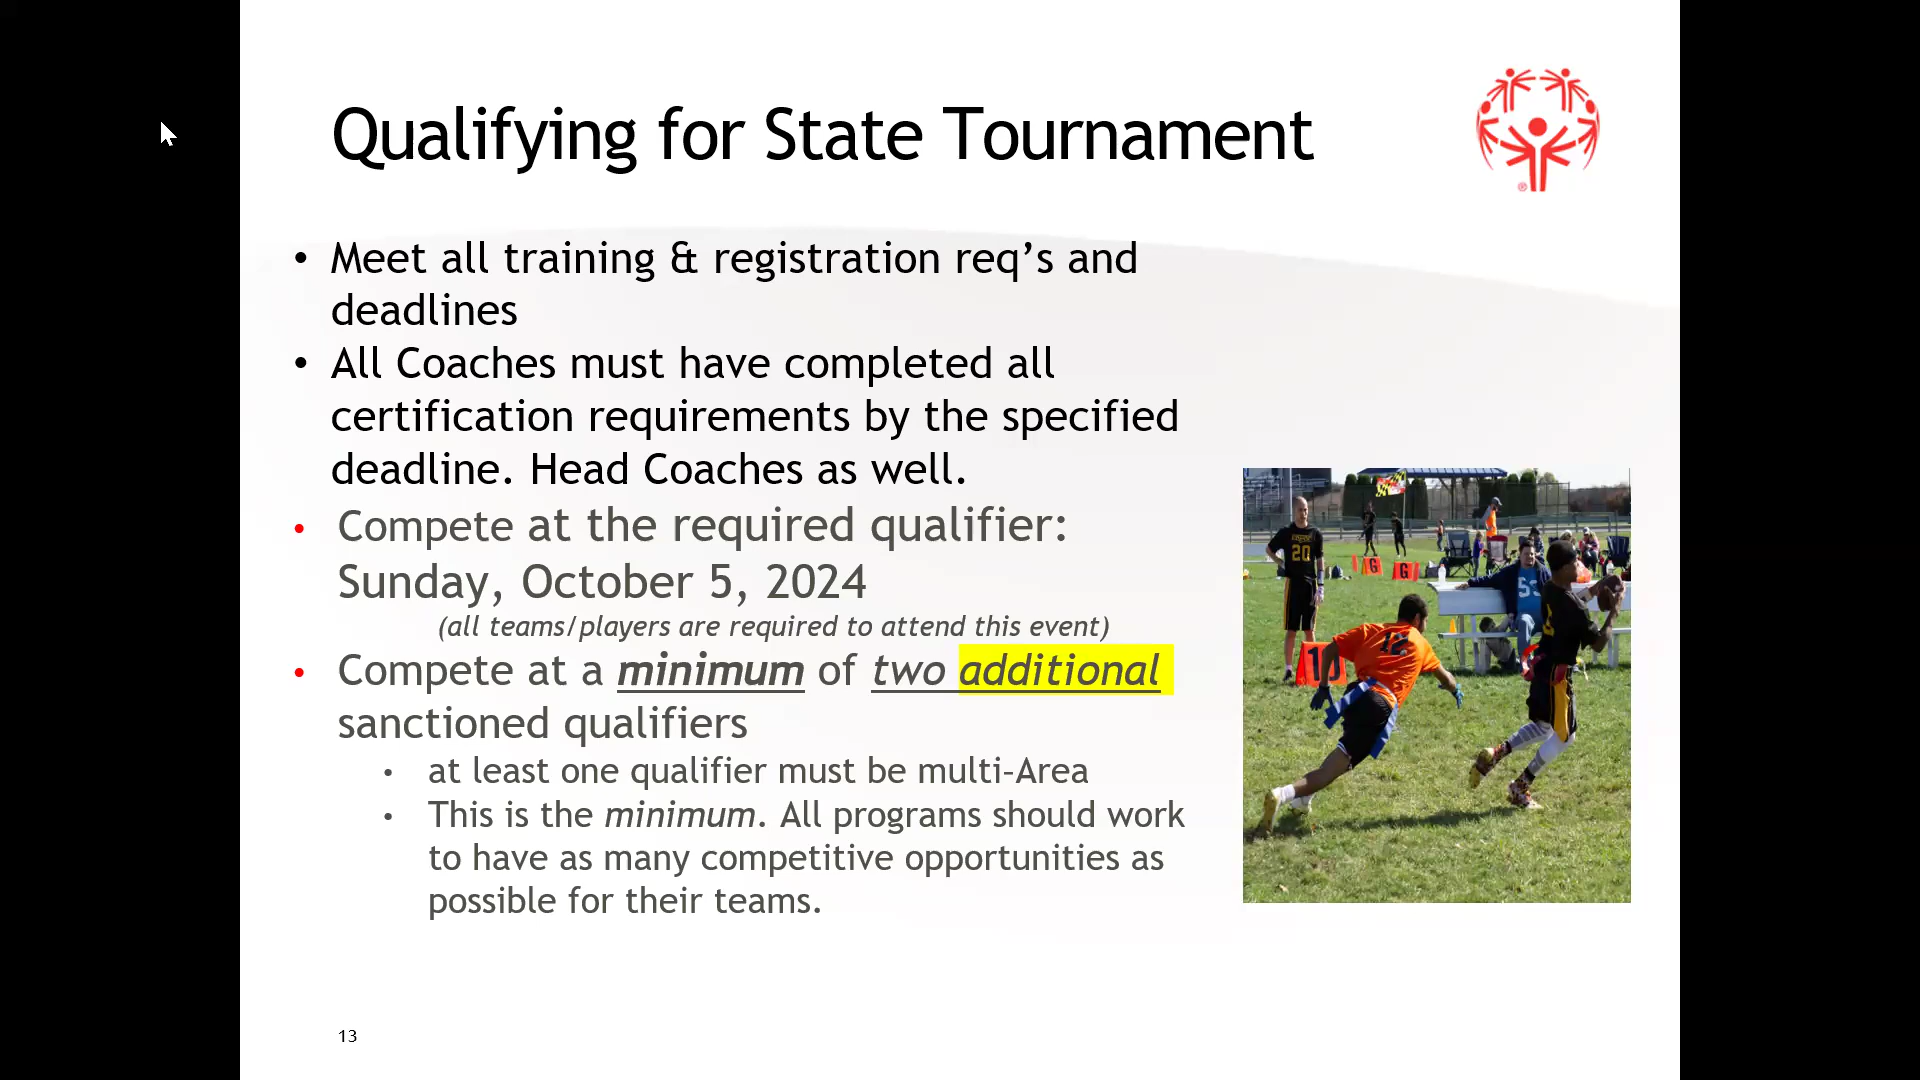 Qualifying for State Tournament
®
• Meet all training & registration req’s and
deadlines
• All Coaches must have completed all
certification requirements by the specified
deadline. Head Coaches as well.
• Compete at the required qualifier:
Sunday, October 5, 2024
(all teams/players are required to attend this event)
• Compete at a minimum of two additional
sanctioned qualifiers
• at least one qualifier must be multi-Area
• This is the minimum. All programs should work
to have as many competitive opportunities as
possible for their teams.
20
G
G
12
10
13